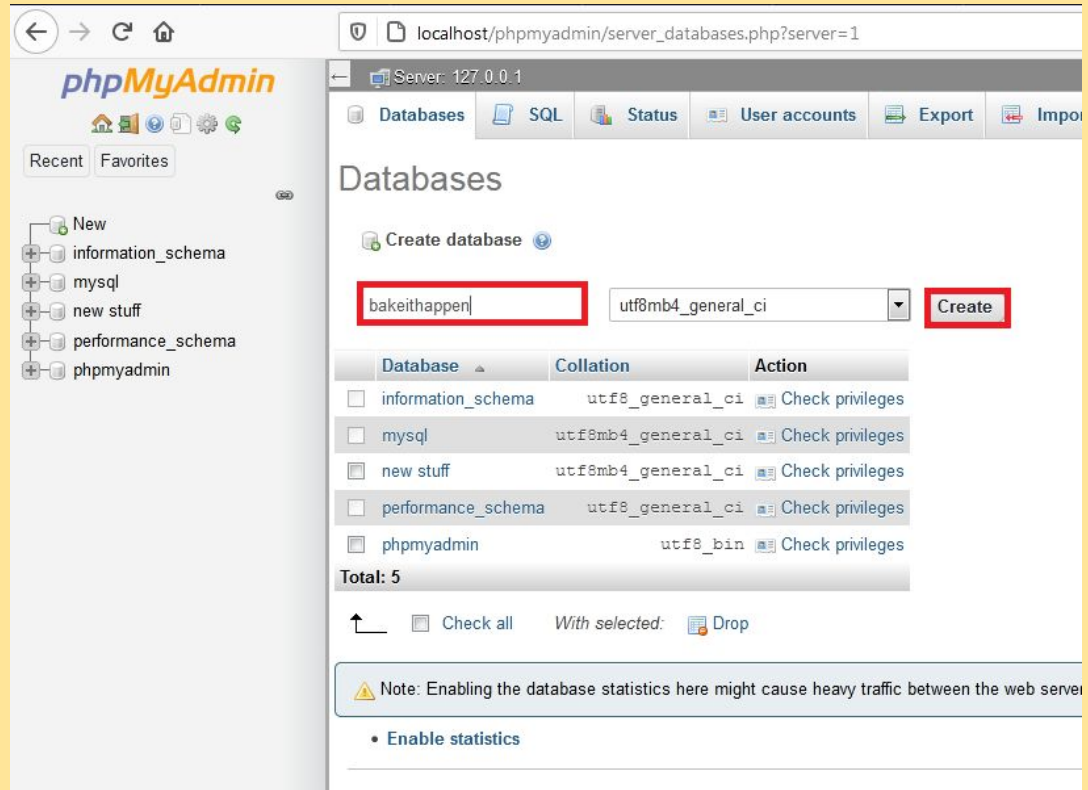 localhost/phpmyadmin/server_databases.php?server=1
phpMyAdmin
Recent Favorites
New
information_schema
mysql
new stuff
performance_schema
phpmyadmin
Server: 127.0.0.1
Databases SQL Status User accounts Export Impor
Databases
Create database
bakeithappen utf8mb4_general_ci Create
Database Collation Action
information_schema utf8_general_ci Check privileges
mysql utf8mb4_general_ci Check privileges
new stuff utf8mb4_general_ci Check privileges
performance_schema utf8_general_ci Check privileges
phpmyadmin utf8_bin Check privileges
Total: 5
Check all With selected: Drop
Note: Enabling the database statistics here might cause heavy traffic between the web server
• Enable statistics